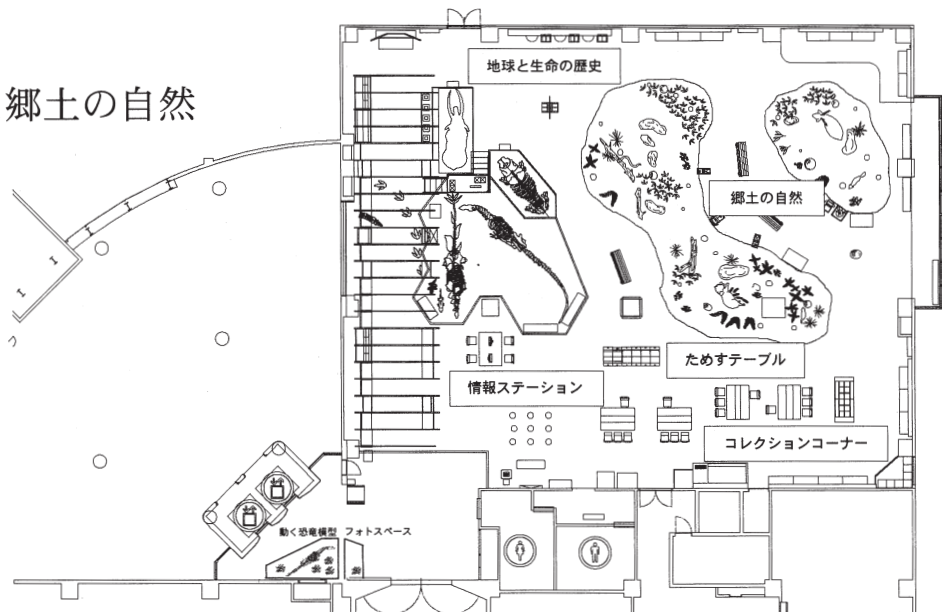 郷土の自然
地球と生命の歴史
郷土の自然
ためすテーブル
情報ステーション
コレクションコーナー
動く恐竜模型 フォトスペース